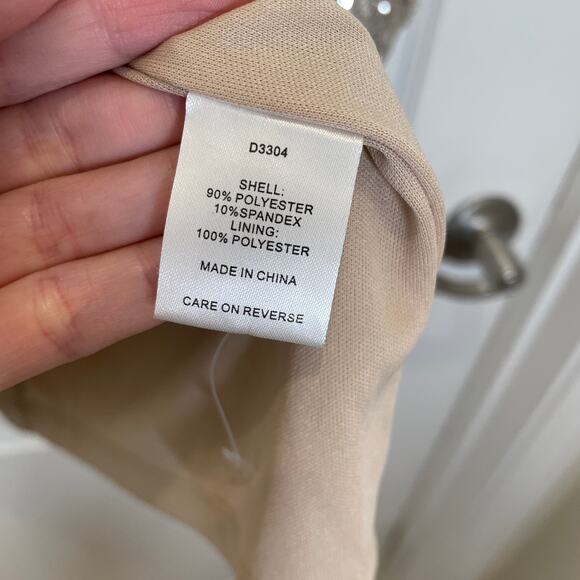 D3304
SHELL:
90% POLYESTER
10%SPANDEX
LINING:
100% POLYESTER
MADE IN CHINA
CARE ON REVERSE